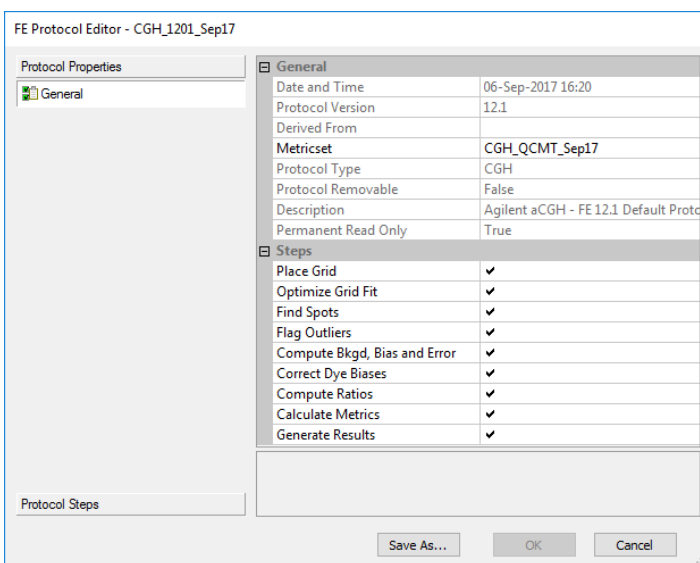 FE Protocol Editor - CGH_1201_Sep17
Protocol Properties
General
General
Date and Time 06-Sep-2017 16:20
Protocol Version 12.1
Derived From
Metricset CGH_QCMT_Sep17
Protocol Type CGH
Protocol Removable False
Description Agilent aCGH - FE 12.1 Default Proto
Permanent Read Only True
Steps
Place Grid
Optimize Grid Fit
Find Spots
Flag Outliers
Compute Bkgd, Bias and Error
Correct Dye Biases
Compute Ratios
Calculate Metrics
Generate Results
Protocol Steps
Save As... OK Cancel